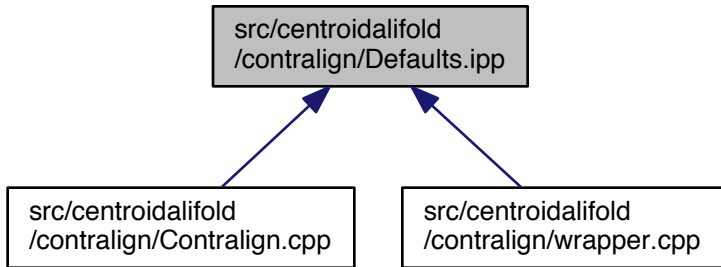 src/centroidalifold
/contralign/Defaults.ipp
src/centroidalifold
/contralign/Contralign.cpp
src/centroidalifold
/contralign/wrapper.cpp